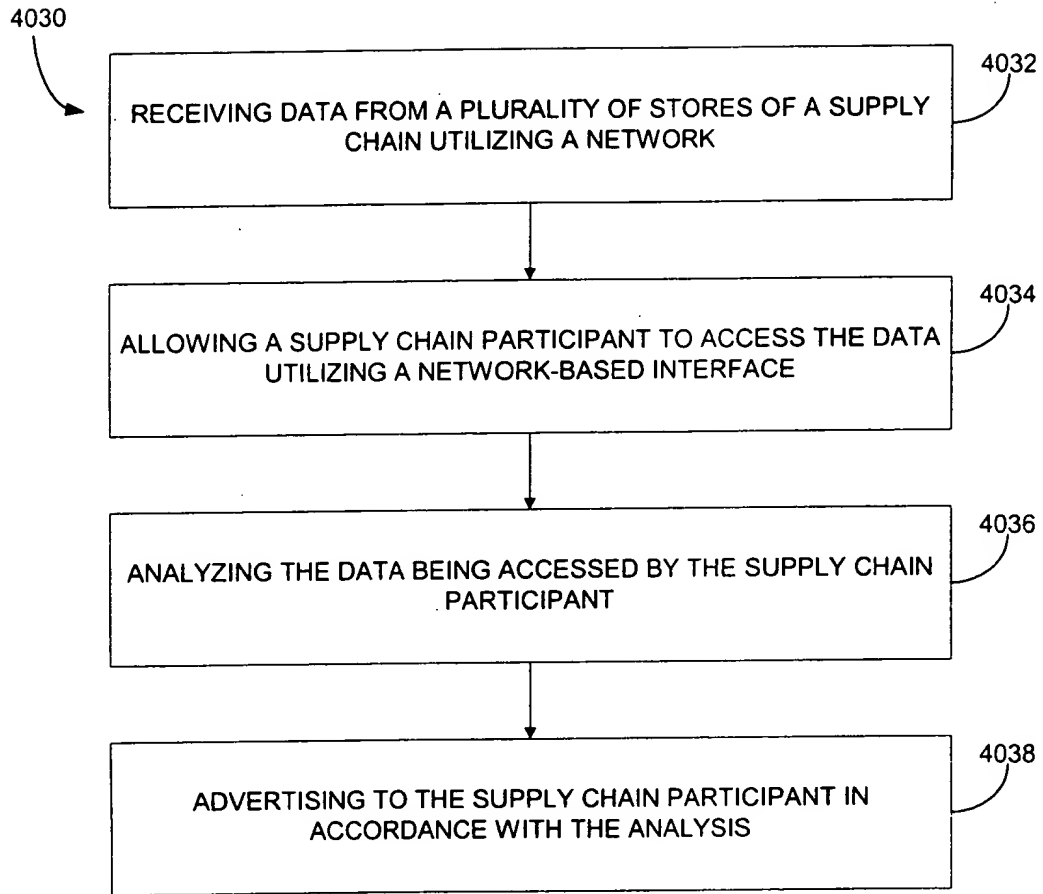 4030
4032
RECEIVING DATA FROM A PLURALITY OF STORES OF A SUPPLY
CHAIN UTILIZING A NETWORK
4034
ALLOWING A SUPPLY CHAIN PARTICIPANT TO ACCESS THE DATA
UTILIZING A NETWORK-BASED INTERFACE
4036
ANALYZING THE DATA BEING ACCESSED BY THE SUPPLY CHAIN
PARTICIPANT
4038
ADVERTISING TO THE SUPPLY CHAIN PARTICIPANT IN
ACCORDANCE WITH THE ANALYSIS